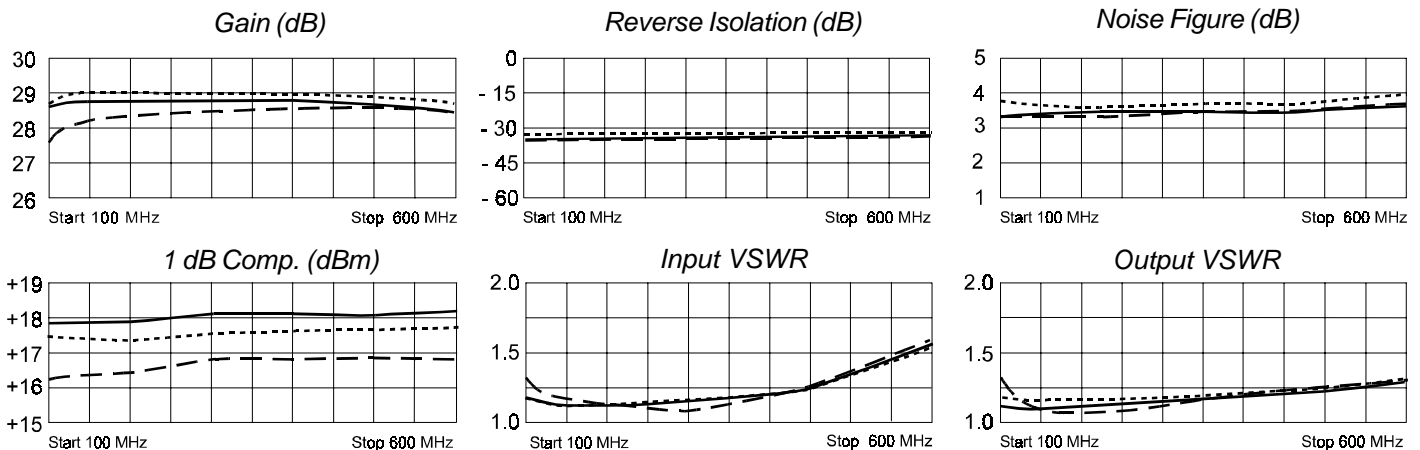 Gain (dB)
30
29
28
27
26
Start 100 MHz Stop 600 MHz
Reverse Isolation (dB)
0
- 15
- 30
- 45
- 60
Start 100 MHz Stop 600 MHz
Noise Figure (dB)
5
4
3
2
1
Start 100 MHz Stop 600 MHz
1 dB Comp. (dBm)
+19
+18
+17
+16
+15
Start 100 MHz Stop 600 MHz
Input VSWR
2.0
1.5
1.0
Start 100 MHz Stop 600 MHz
Output VSWR
2.0
1.5
1.0
Start 100 MHz Stop 600 MHz